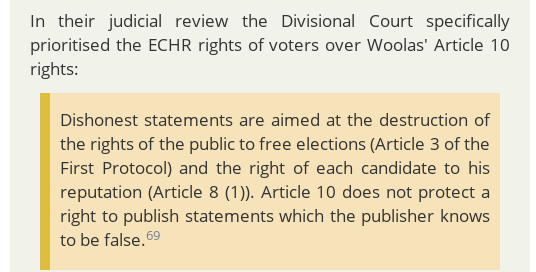 In their judicial review the Divisional Court specifically
prioritised the ECHR rights of voters over Woolas' Article 10
rights:
Dishonest statements are aimed at the destruction of
the rights of the public to free elections (Article 3 of the
First Protocol) and the right of each candidate to his
reputation (Article 8 (1)). Article 10 does not protect a
right to publish statements which the publisher knows
to be false.69